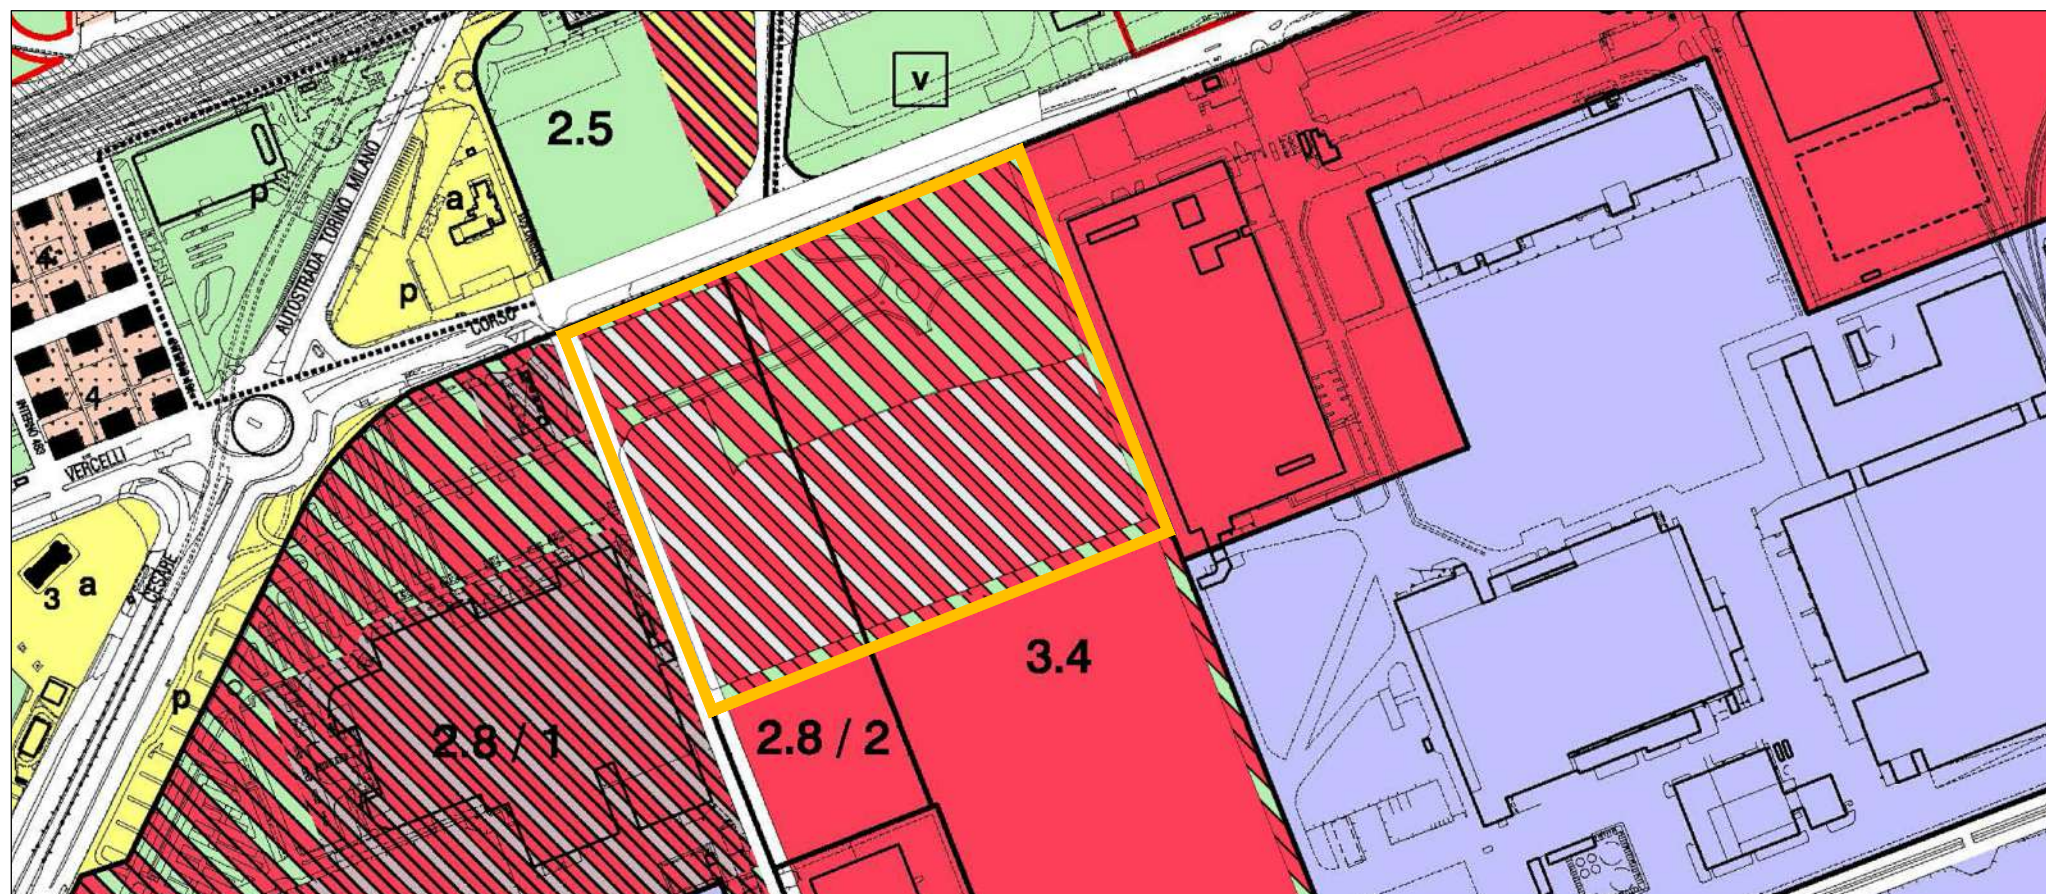 v
2.5
p
a
AUTOSTRADA TORINO MILANO
4
p
CORSO
4
VERCELLI
CESARE
3 a
3.4
p
2.8 / 1
2.8 / 2